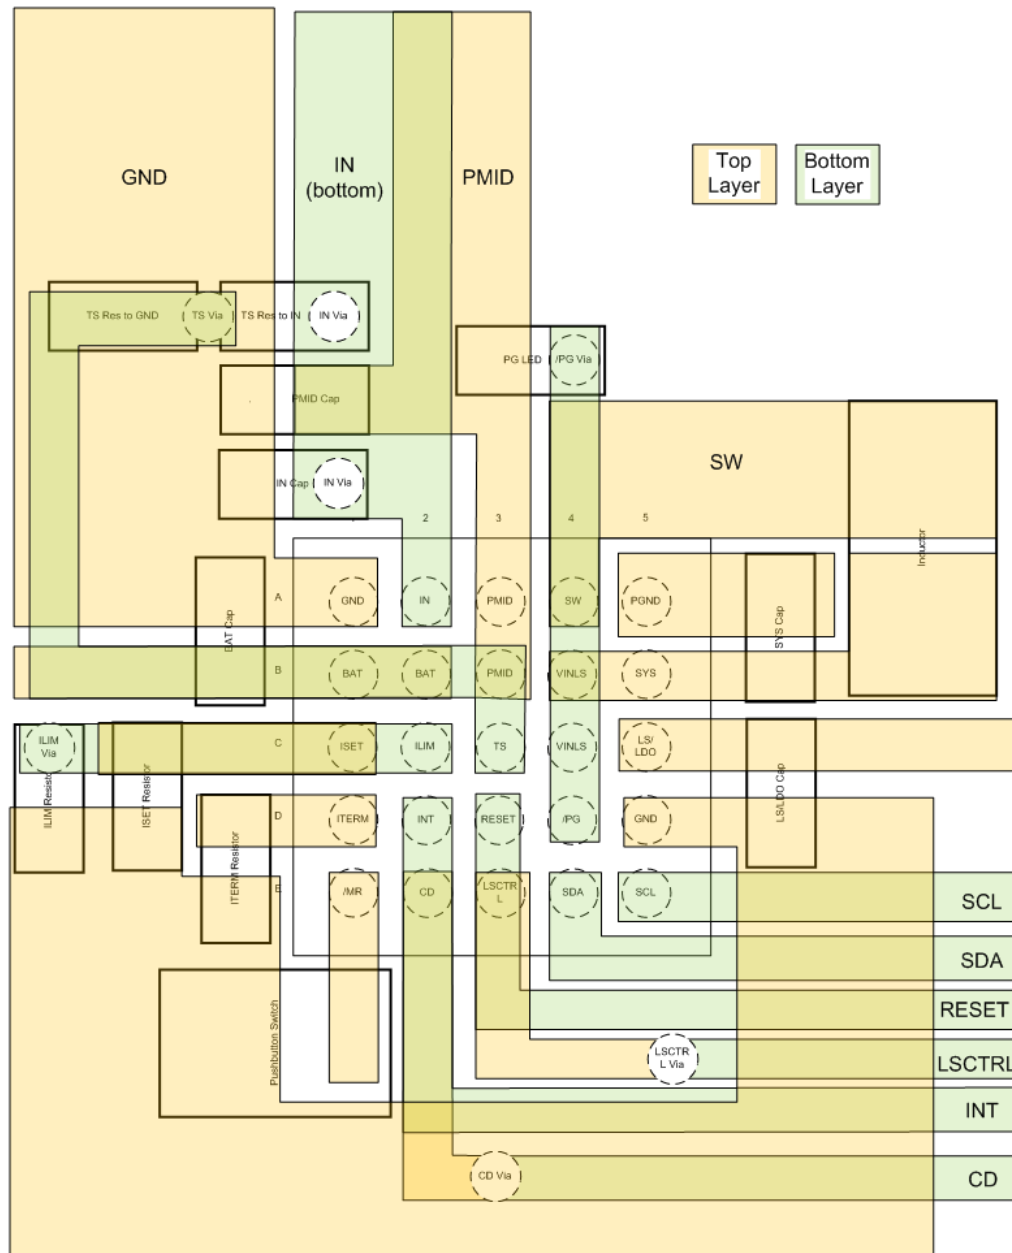 GND
IN
(bottom)
PMID
Top
Layer
Bottom
Layer
TS Res to GND
TS Via
TS Res to IN
IN Via
PG LED
/PG Via
PMID Cap
SW
IN Cap
IN Via
2
3
4
5
Inductor
A
GND
IN
PMID
SW
PGND
BAT Cap
SYS Cap
B
BAT
BAT
PMID
VINLS
SYS
ILIM
Via
C
ISET
ILIM
TS
VINLS
LS/
LDO
ILIM Resistor
ISET Resistor
LS/LDO Cap
D
ITERM
INT
RESET
/PG
GND
ITERM Resistor
E
/MR
CD
LSCTR
L
SDA
SCL
SCL
SDA
RESET
Pushbutton Switch
LSCTR
L Via
LSCTRL
INT
CD Via
CD